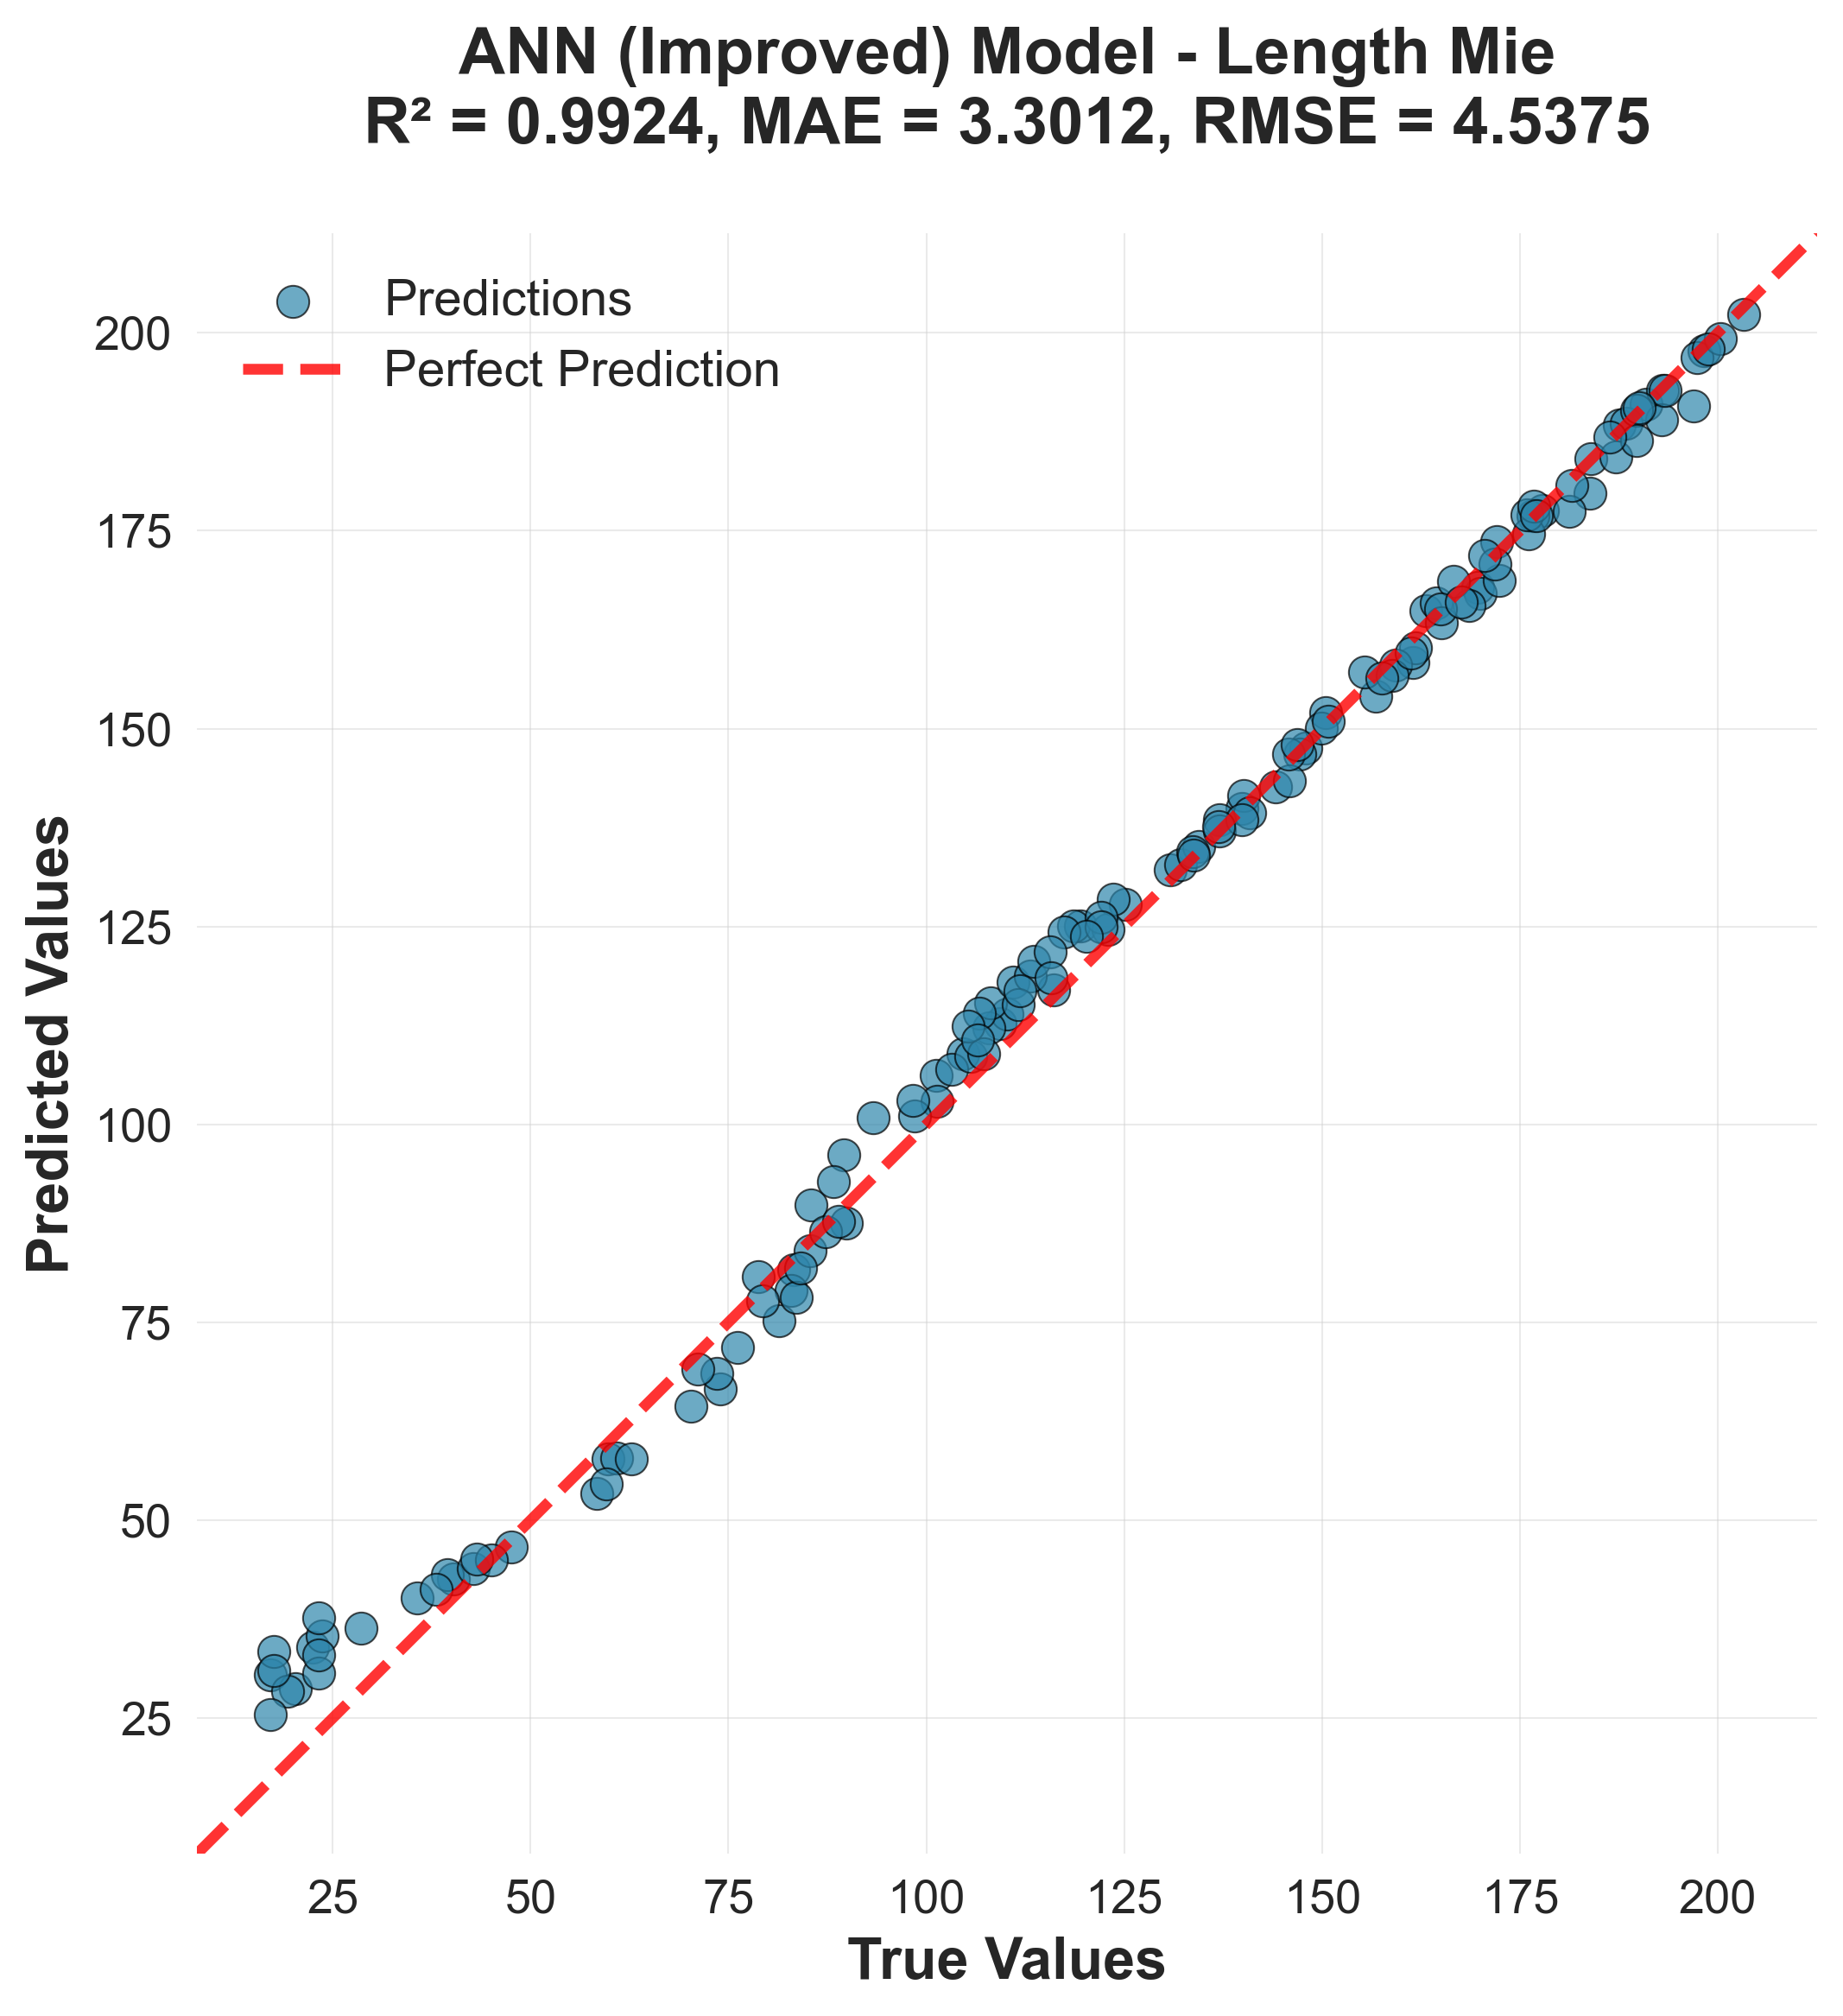 ANN (Improved) Model - Length Mie
R² = 0.9924, MAE = 3.3012, RMSE = 4.5375
Predictions
Perfect Prediction
Predicted Values
200
175
150
125
100
75
50
25
25 50 75 100 125 150 175 200
True Values